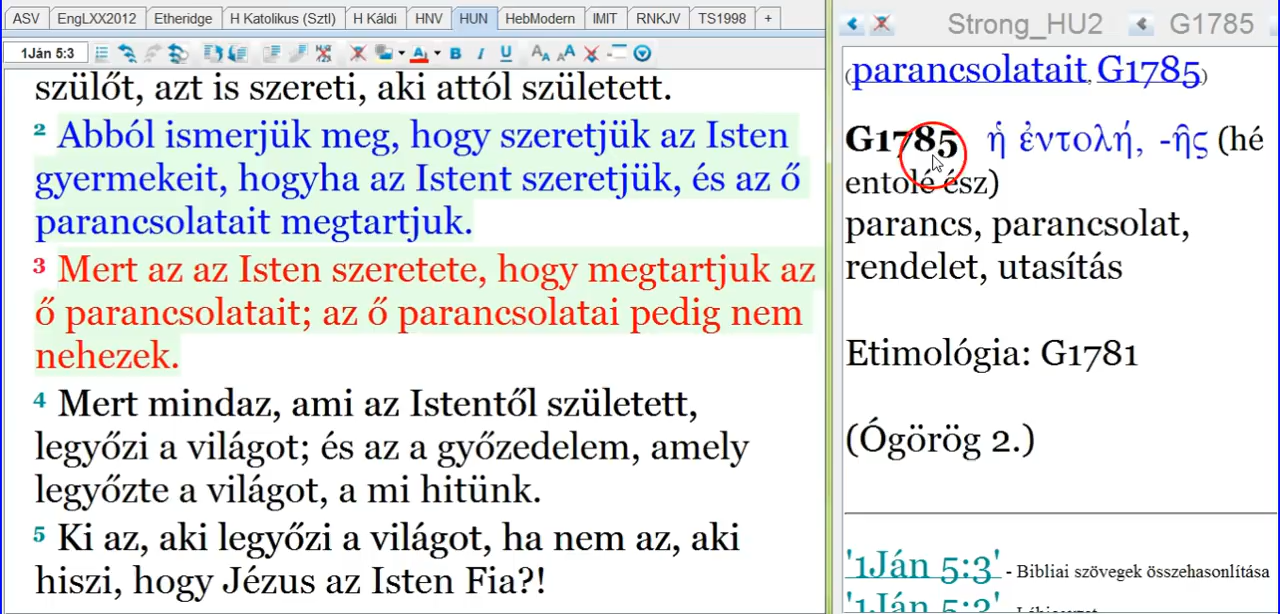 ASV EngLXX2012 Etheridge H Katolikus (Sztl) H Káldi HNV HUN HebModern IMIT RNKJV TS1998 +
1Ján 5:3
szülőt, azt is szereti, aki attól született.
2 Abból ismerjük meg, hogy szeretjük az Isten
gyermekeit, hogyha az Istent szeretjük, és az ő
parancsolatait megtartjuk.
3 Mert az az Isten szeretete, hogy megtartjuk az
ő parancsolatait; az ő parancsolatai pedig nem
nehezek.
4 Mert mindaz, ami az Istentől született,
legyőzi a világot; és az a győzedelem, amely
legyőzte a világot, a mi hitünk.
5 Ki az, aki legyőzi a világot, ha nem az, aki
hiszi, hogy Jézus az Isten Fia?!
Strong_HU2 G1785
(parancsolatait, G1785)
G1785 ἡ ἐντολή, -ῆς (hé
entolé ész)
parancs, parancsolat,
rendelet, utasítás
Etimológia: G1781
(Ógörög 2.)
'1Ján 5:3' - Bibliai szövegek összehasonlítása
'1Ján 5:3'